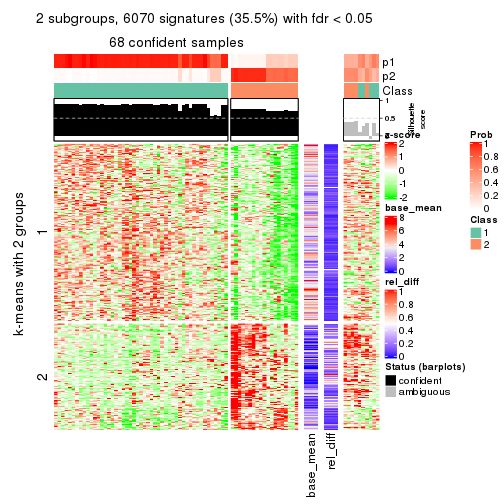 2 subgroups, 6070 signatures (35.5%) with fdr < 0.05
68 confident samples
p1
p2
Class
1
0.5
0
Silhouette
score
k-means with 2 groups
1
2
base_mean
rel_diff
z-score
2
1
0
-1
-2
base_mean
8
6
4
2
0
rel_diff
1
0.8
0.6
0.4
0.2
0
Status (barplots)
confident
ambiguous
Prob
1
0.8
0.6
0.4
0.2
0
Class
1
2